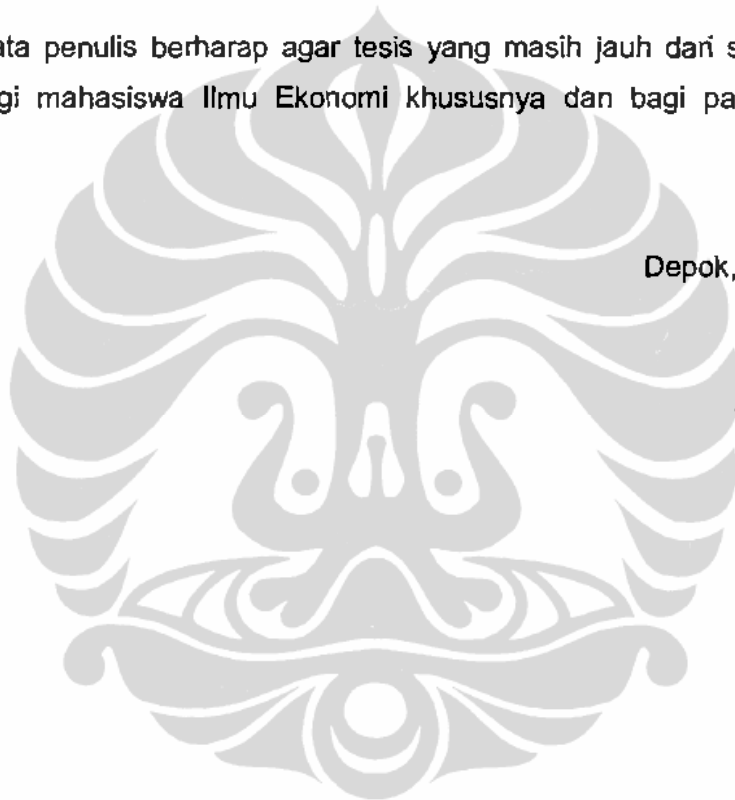 ata penulis berharap agar tesis yang masih jauh dari s
gi mahasiswa Ilmu Ekonomi khususnya dan bagi pa
Depok,